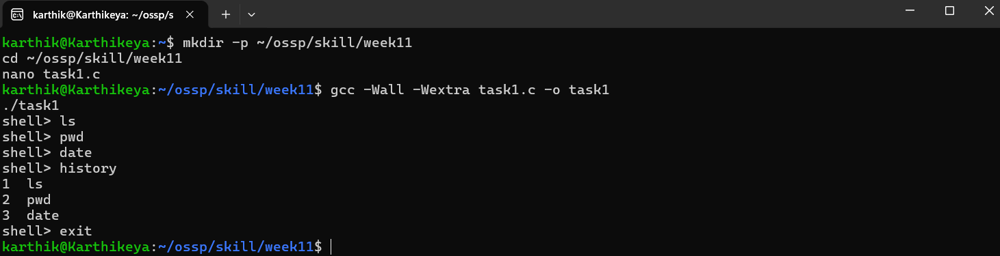 karthik@Karthikeya: ~/ossp/s
karthik@Karthikeya:~$ mkdir -p ~/ossp/skill/week11
cd ~/ossp/skill/week11
nano task1.c
karthik@Karthikeya:~/ossp/skill/week11$ gcc -Wall -Wextra task1.c -o task1
./task1
shell> ls
shell> pwd
shell> date
shell> history
1  ls
2  pwd
3  date
shell> exit
karthik@Karthikeya:~/ossp/skill/week11$